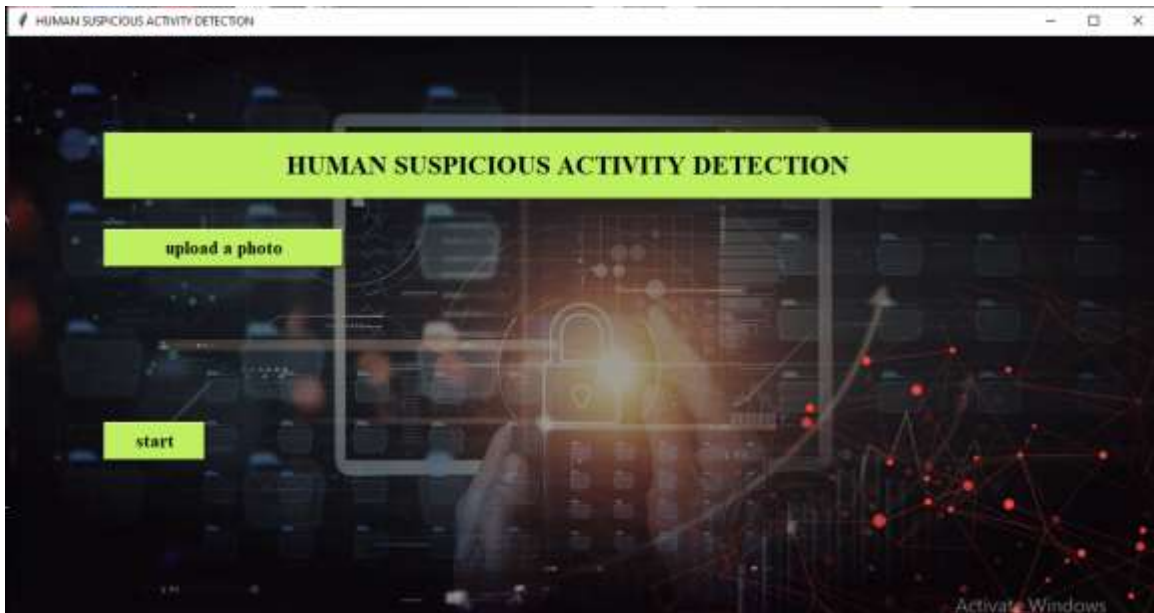 HUMAN SUSPICIOUS ACTIVITY DETECTION
HUMAN SUSPICIOUS ACTIVITY DETECTION
upload a photo
start
Activate Windows